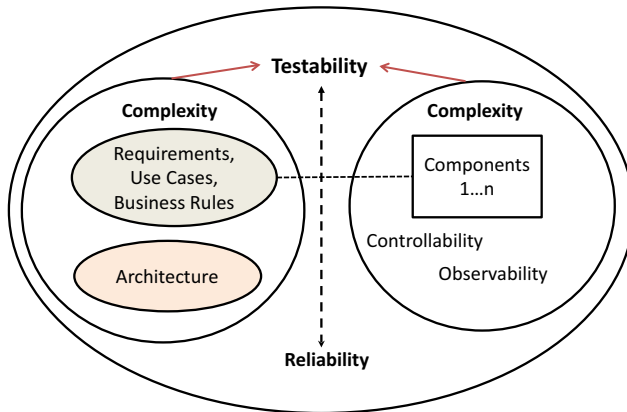 Testability
Complexity
Requirements,
Use Cases,
Business Rules
Architecture
Complexity
Components
1...n
Controllability
Observability
Reliability